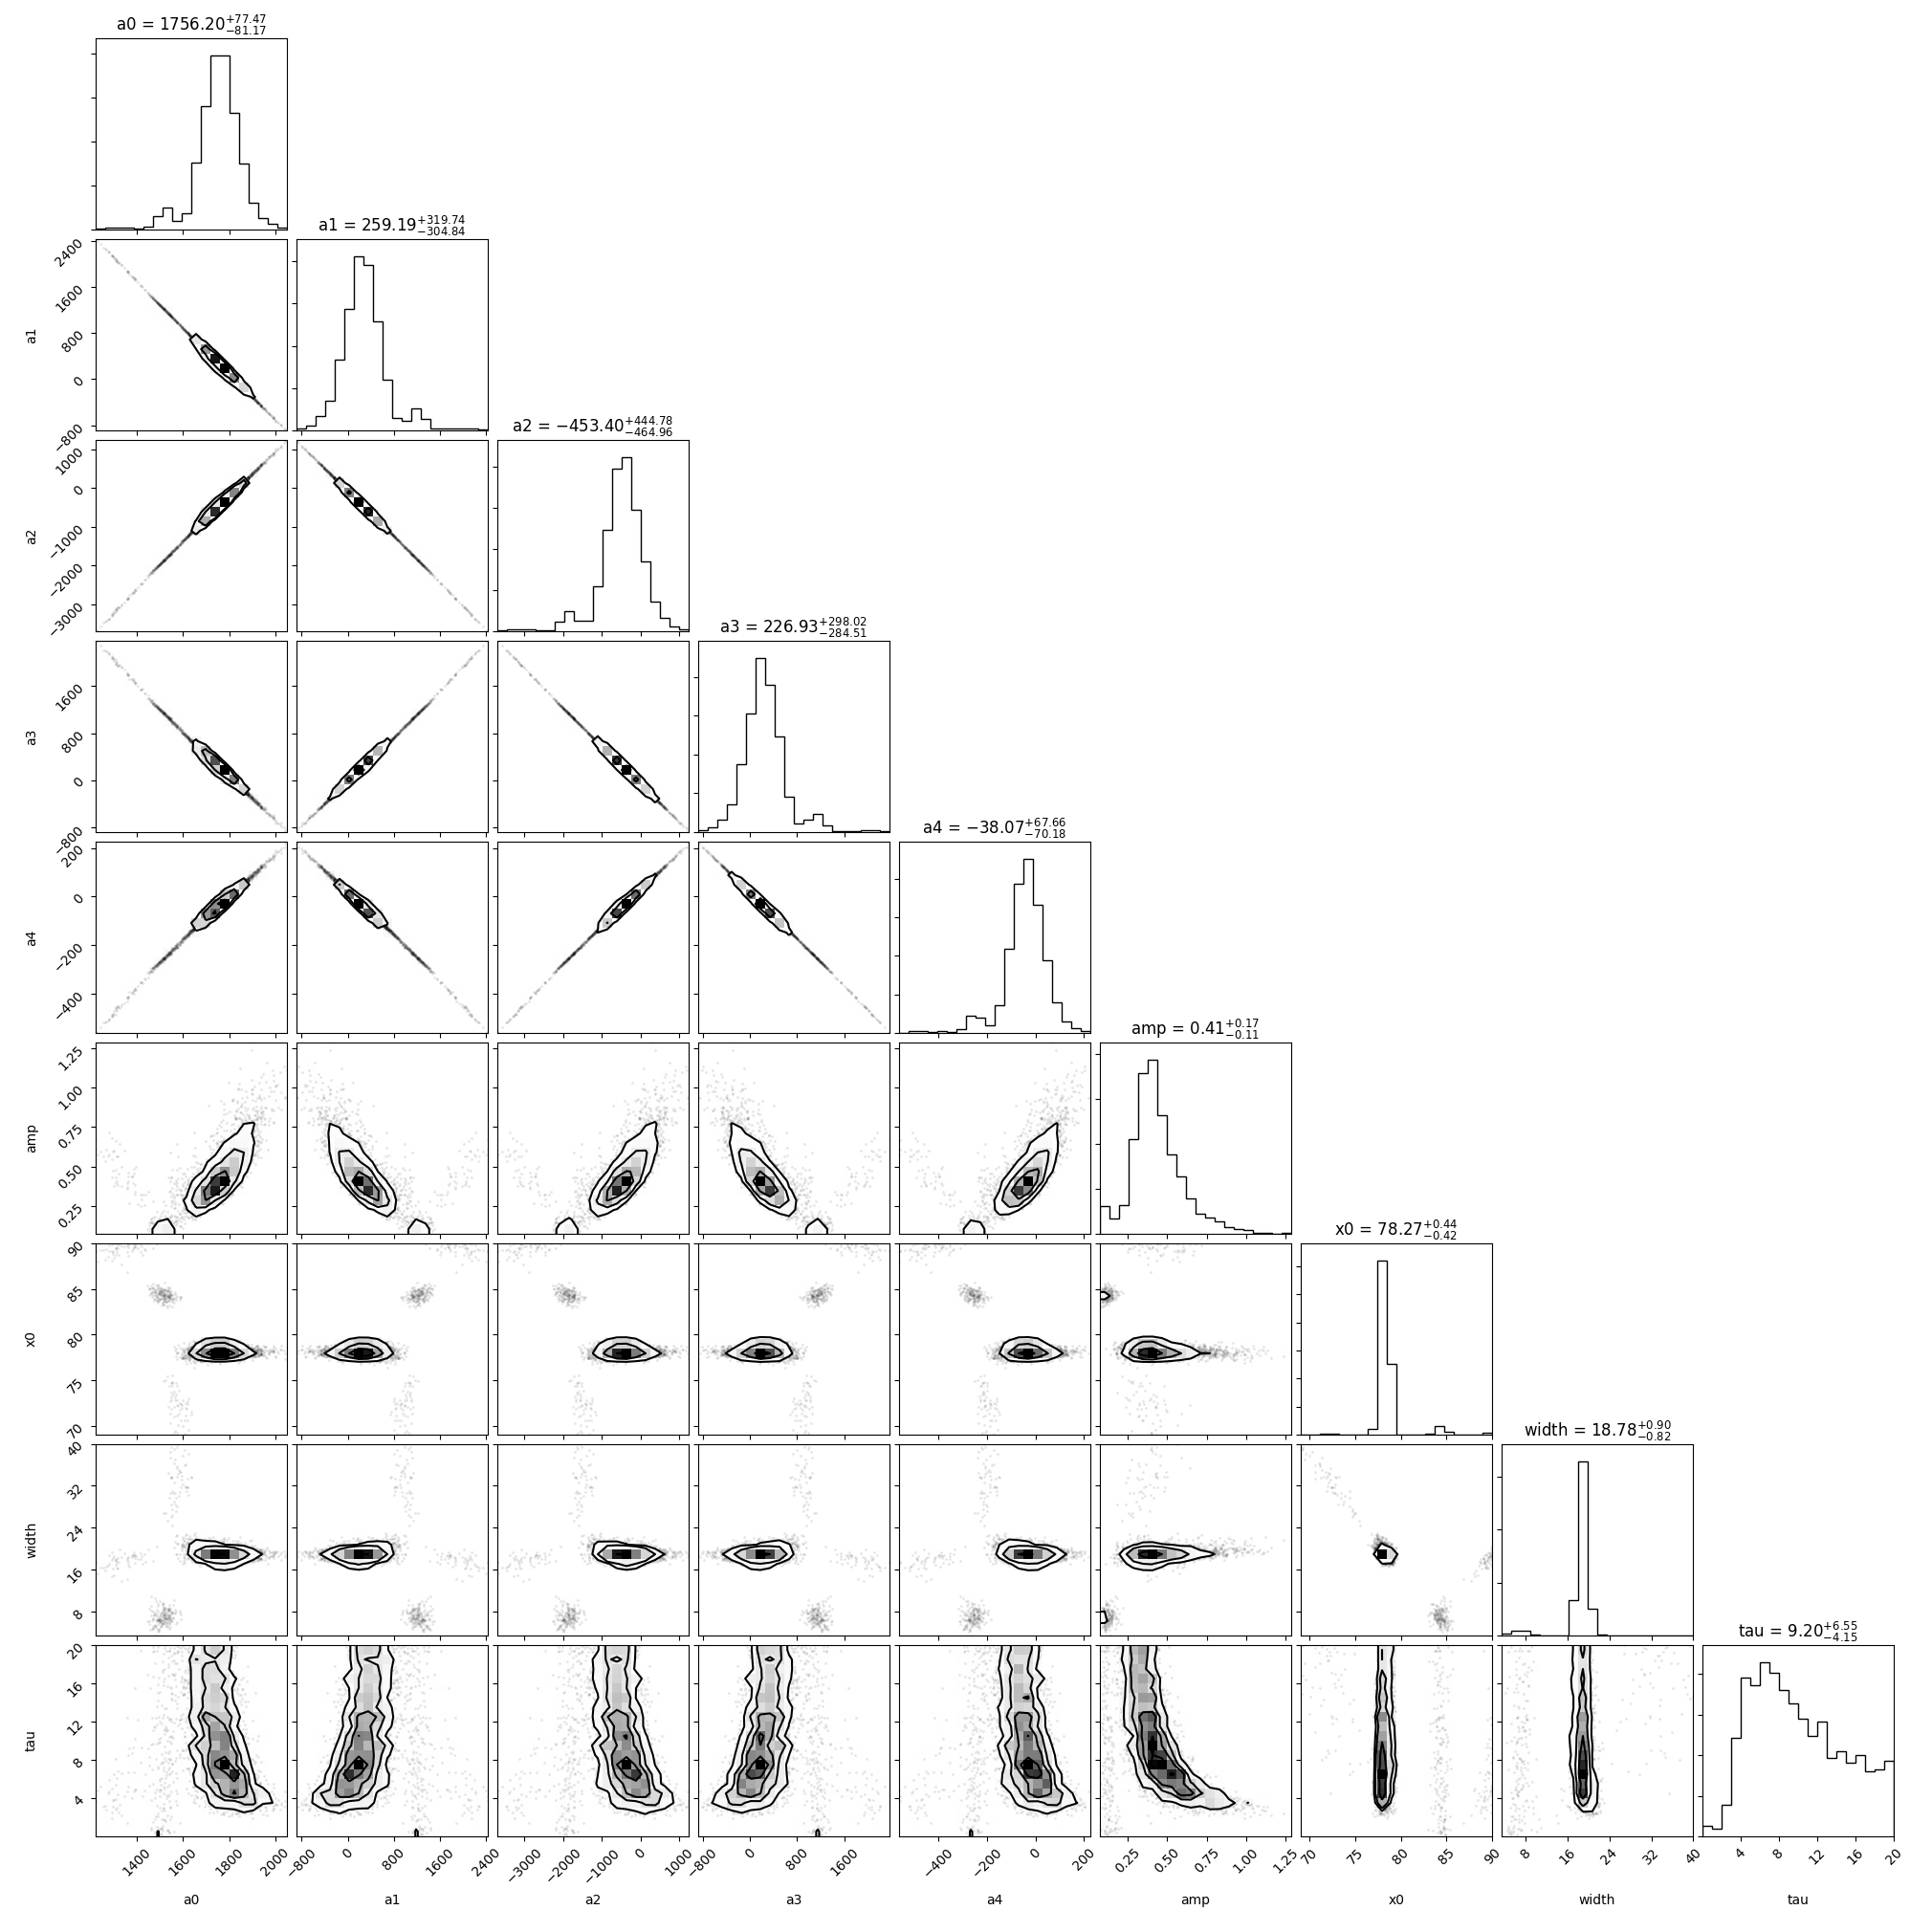 a0 = 1756.20+77.47−81.17
a1 = 259.19+319.74−304.84
2400
1600
800
0
−800
a1
a2 = −453.40+444.78−464.96
1000
0
−1000
−2000
−3000
a2
a3 = 226.93+298.02−284.51
1600
800
0
−800
a3
a4 = −38.07+67.66−70.18
200
0
−200
−400
a4
amp = 0.41+0.17−0.11
1.25
1.00
0.75
0.50
0.25
amp
x0 = 78.27+0.44−0.42
90
85
80
75
70
x0
width = 18.78+0.90−0.82
40
32
24
16
8
width
tau = 9.20+6.55−4.15
20
16
12
8
4
tau
1400 1600 1800 2000
−800 0 800 1600 2400
−3000 −2000 −1000 0 1000
−800 0 800 1600
−400 −200 0 200
0.25 0.50 0.75 1.00 1.25
70 75 80 85 90
8 16 24 32 40
4 8 12 16 20
a0 a1 a2 a3 a4 amp x0 width tau